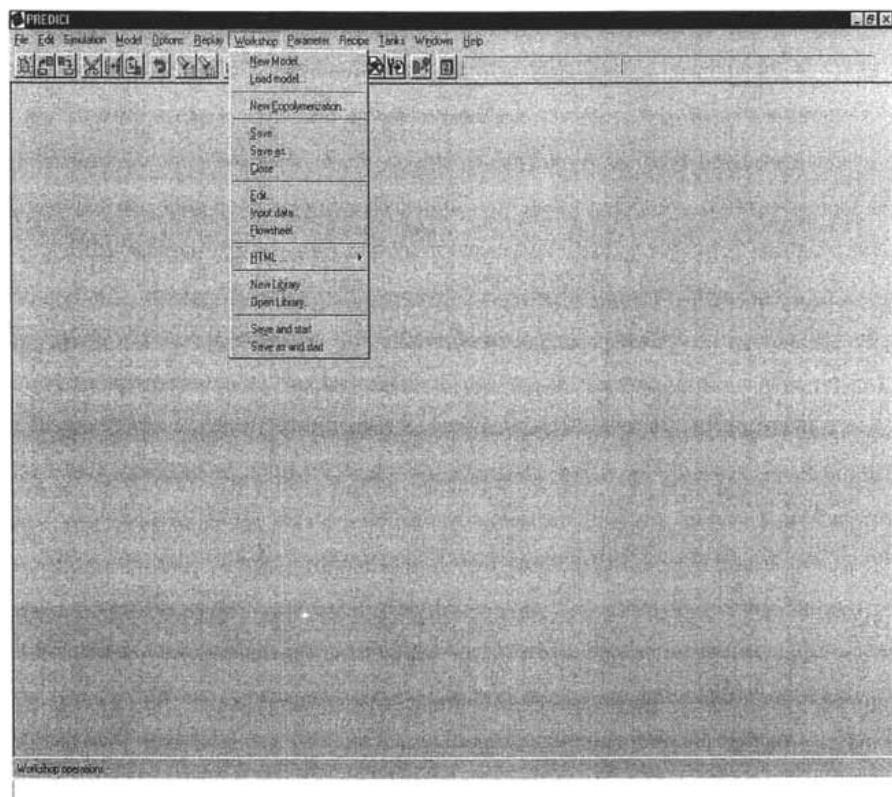 PREDICI
File Edit Simulation Model Options Replay Workshop Parameter Recipe Tanks Windows Help
New Model..
Load model..
New Copolymerization..
Save
Save as
Close
Edit..
Input data..
Flowsheet
HTML ...
New Library
Open Library..
Save and start
Save as and start
Workshop operations